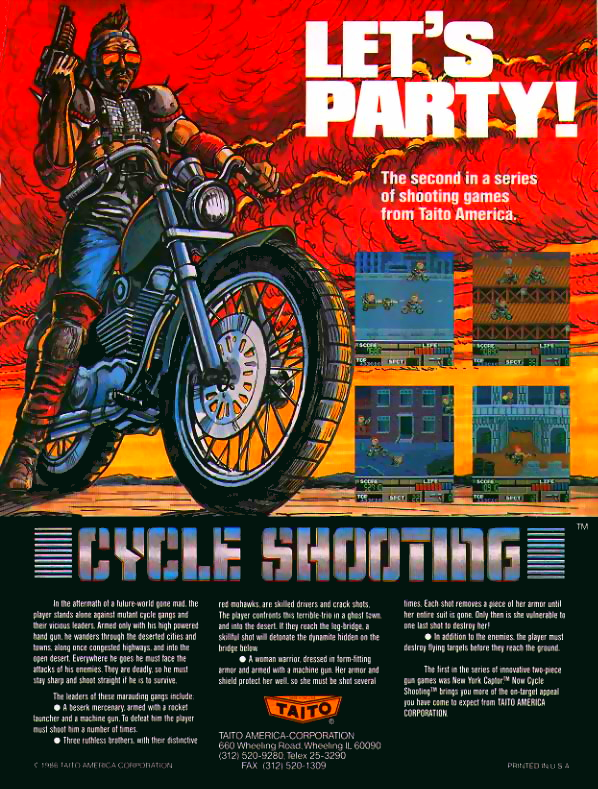 LET'S
PARTY!
The second in a series
of shooting games
from Taito America.
SCORE LIFE
TOP SPCT
SCORE LIFE
TOP SPCT
SCORE LIFE
TOP SPCT 22
SCORE LIFE
TOP SPCT
CYCLE SHOOTING
TM
In the aftermath of a future-world gone mad, the
player stands alone against mutant cycle gangs and
their vicious leaders. Armed only with his high powered
hand gun, he wanders through the deserted cities and
towns, along once congested highways, and into the
open desert. Everywhere he goes he must face the
attacks of his enemies. They are deadly, so he must
stay sharp and shoot straight if he is to survive.
The leaders of these marauding gangs include:
● A beserk mercenary, armed with a rocket
launcher and a machine gun. To defeat him the player
must shoot him a number of times.
● Three ruthless brothers, with their distinctive
red mohawks, are skilled drivers and crack shots.
The player confronts this terrible-trio in a ghost town,
and into the desert. If they reach the log-bridge, a
skillful shot will detonate the dynamite hidden on the
bridge below.
● A woman warrior, dressed in form-fitting
armor and armed with a machine gun. Her armor and
shield protect her well, so she must be shot several
times. Each shot removes a piece of her armor until
her entire suit is gone. Only then is she vulnerable to
one last shot to destroy her!
● In addition to the enemies, the player must
destroy flying targets before they reach the ground.
The first in the series of innovative two-piece
gun games was New York Captor™ Now Cycle
Shooting™ brings you more of the on-target appeal
you have come to expect from TAITO AMERICA
CORPORATION.
TAITO
TAITO AMERICA-CORPORATION
660 Wheeling Road, Wheeling IL 60090
(312) 520-9280, Telex 25-3290
FAX (312) 520-1309
© 1986 TAITO AMERICA CORPORATION
PRINTED IN U.S.A.